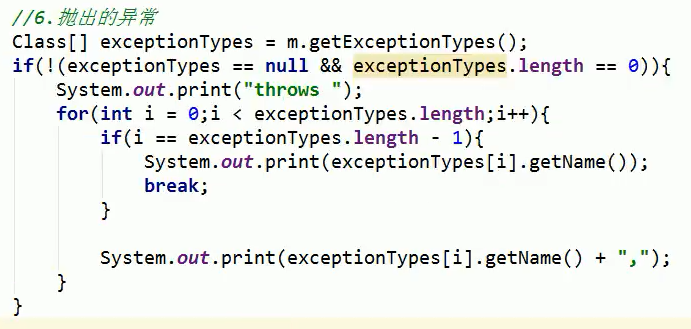 //6.抛出的异常
Class[] exceptionTypes = m.getExceptionTypes();
if(!(exceptionTypes == null && exceptionTypes.length == 0)){
    System.out.print("throws ");
    for(int i = 0;i < exceptionTypes.length;i++){
        if(i == exceptionTypes.length - 1){
            System.out.print(exceptionTypes[i].getName());
            break;
        }

        System.out.print(exceptionTypes[i].getName() + ",");
    }
}